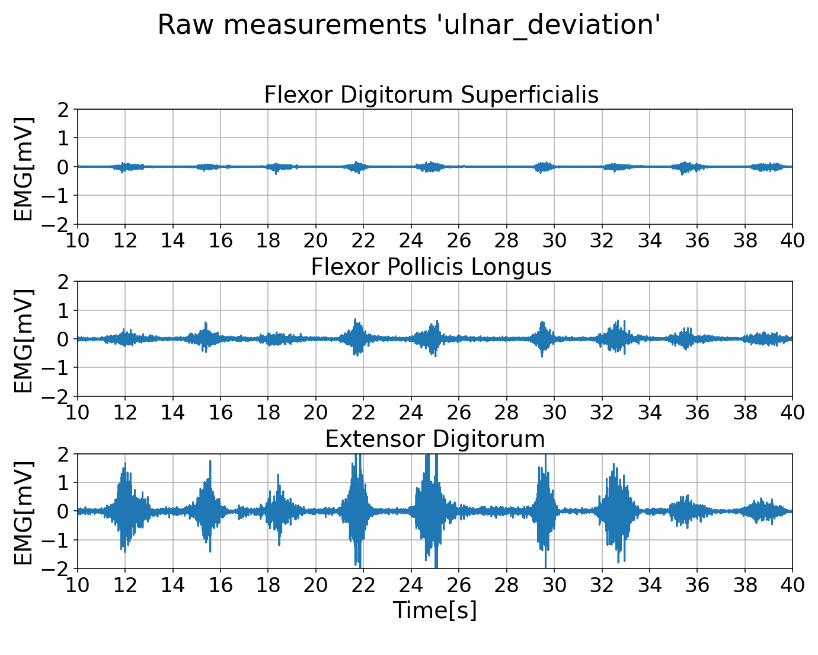 Raw measurements 'ulnar_deviation'
Flexor Digitorum Superficialis
EMG[mV]
2
1
0
−1
−2
10 12 14 16 18 20 22 24 26 28 30 32 34 36 38 40
Flexor Pollicis Longus
EMG[mV]
2
1
0
−1
−2
10 12 14 16 18 20 22 24 26 28 30 32 34 36 38 40
Extensor Digitorum
EMG[mV]
2
1
0
−1
−2
10 12 14 16 18 20 22 24 26 28 30 32 34 36 38 40
Time[s]